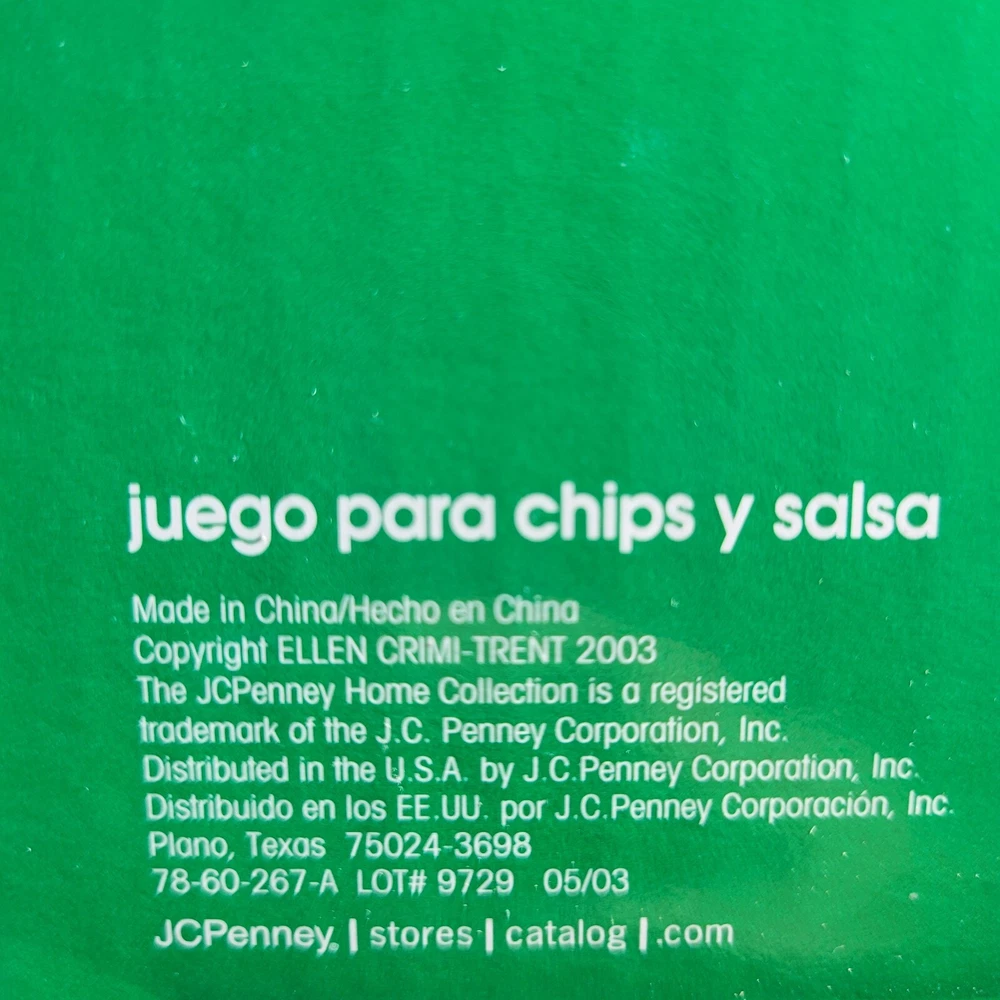 juego para chips y salsa
Made in China/Hecho en China
Copyright ELLEN CRIMI-TRENT 2003
The JCPenney Home Collection is a registered
trademark of the J.C. Penney Corporation, Inc.
Distributed in the U.S.A. by J.C.Penney Corporation, Inc.
Distribuido en los EE.UU. por J.C.Penney Corporación, Inc.
Plano, Texas 75024-3698
78-60-267-A LOT# 9729 05/03
JCPenney® | stores | catalog | .com